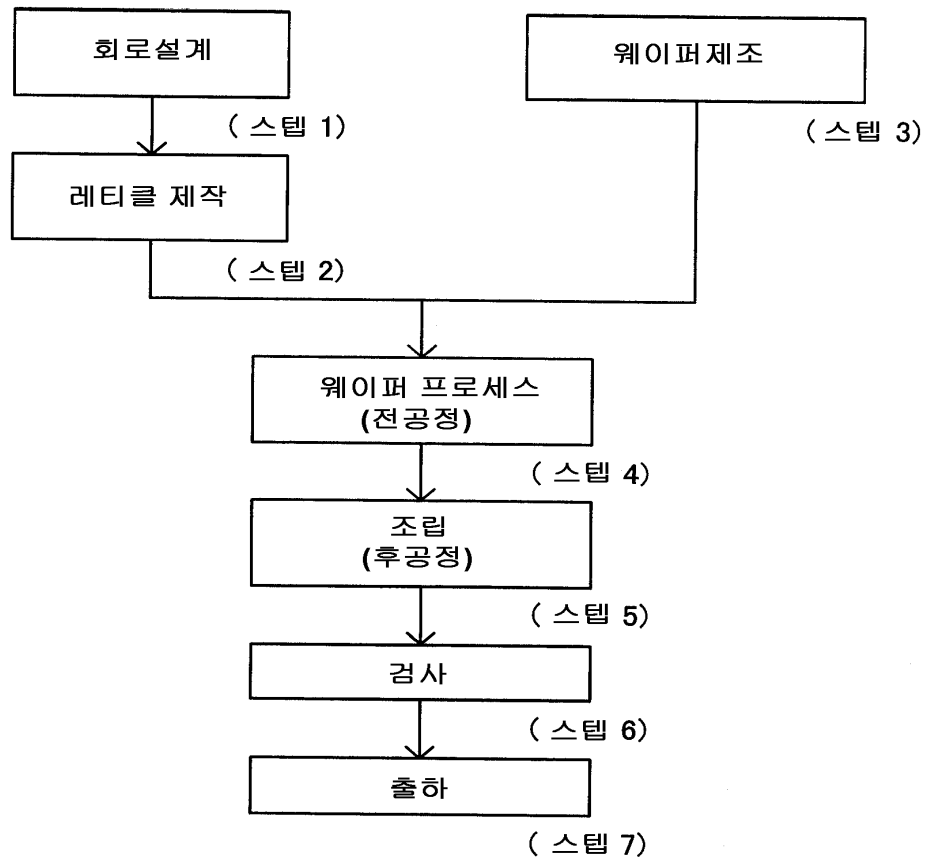 회로설계
( 스텝 1)
레티클 제작
( 스텝 2)
웨이퍼제조
( 스텝 3)
웨이퍼 프로세스
(전공정)
( 스텝 4)
조립
(후공정)
( 스텝 5)
검사
( 스텝 6)
출하
( 스텝 7)